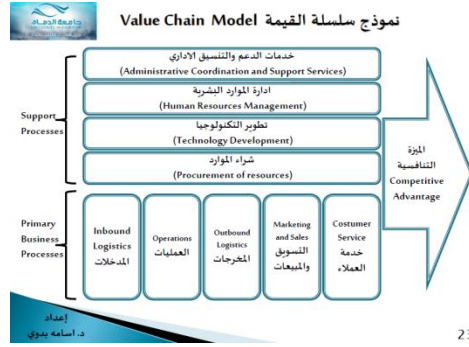 جامعة الدمام
نموذج سلسلة القيمة Value Chain Model
Support
Processes
خدمات الدعم والتنسيق الاداري
(Administrative Coordination and Support Services)
ادارة الموارد البشرية
(Human Resources Management)
تطوير التكنولوجيا
(Technology Development)
شراء الموارد
(Procurement of resources)
الميزة
التنافسية
Competitive
Advantage
Primary
Business
Processes
Inbound
Logistics
المدخلات
Operations
العمليات
Outbound
Logistics
المخرجات
Marketing
and Sales
التسويق
والمبيعات
Costumer
Service
خدمة
العملاء
إعداد
د. اسامه بدوي
23